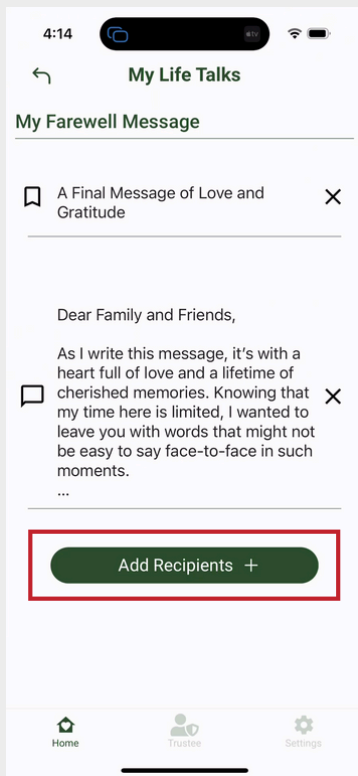 4:14
tv
My Life Talks
My Farewell Message
A Final Message of Love and
Gratitude
Dear Family and Friends,
As I write this message, it's with a
heart full of love and a lifetime of
cherished memories. Knowing that
my time here is limited, I wanted to
leave you with words that might not
be easy to say face-to-face in such
moments.
...
Add Recipients +
Home
Trustee
Settings